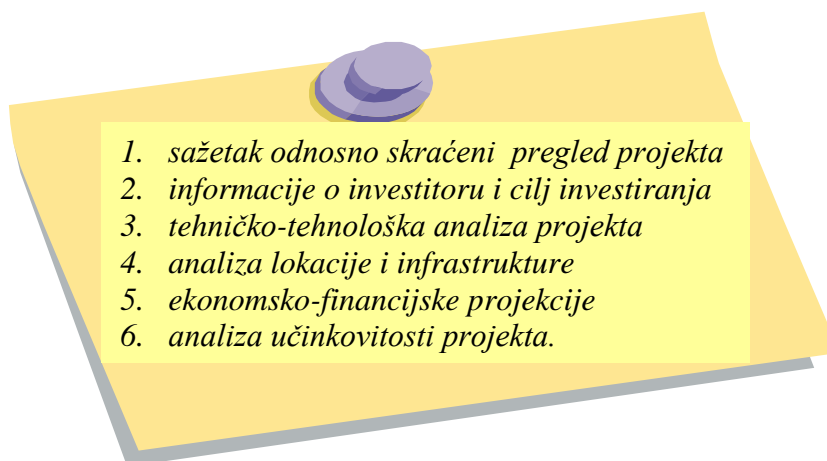 1. sažetak odnosno skraćeni pregled projekta
2. informacije o investitoru i cilj investiranja
3. tehničko-tehnološka analiza projekta
4. analiza lokacije i infrastrukture
5. ekonomsko-financijske projekcije
6. analiza učinkovitosti projekta.